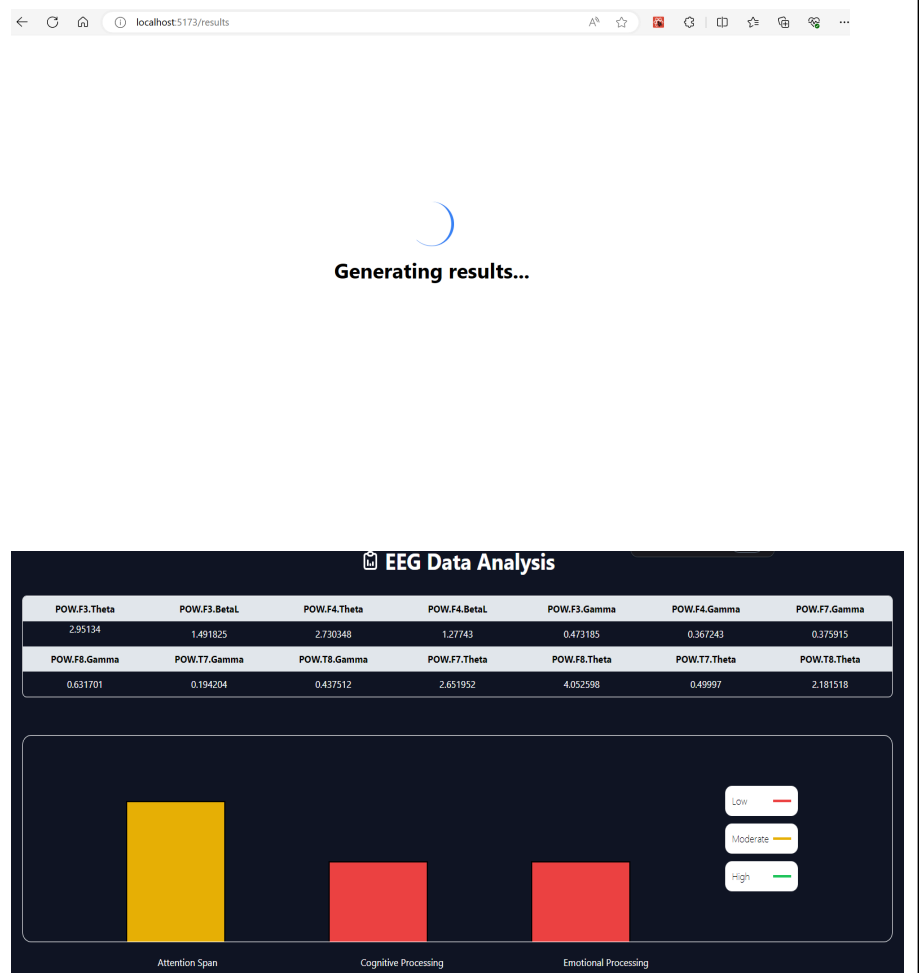 localhost:5173/results
Generating results...
EEG Data Analysis
POW.F3.Theta POW.F3.BetaL POW.F4.Theta POW.F4.BetaL POW.F3.Gamma POW.F4.Gamma POW.F7.Gamma
2.95134 1.491825 2.730348 1.27743 0.473185 0.367243 0.375915
POW.F8.Gamma POW.T7.Gamma POW.T8.Gamma POW.F7.Theta POW.F8.Theta POW.T7.Theta POW.T8.Theta
0.631701 0.194204 0.437512 2.651952 4.052598 0.49997 2.181518
Low
Moderate
High
Attention Span Cognitive Processing Emotional Processing